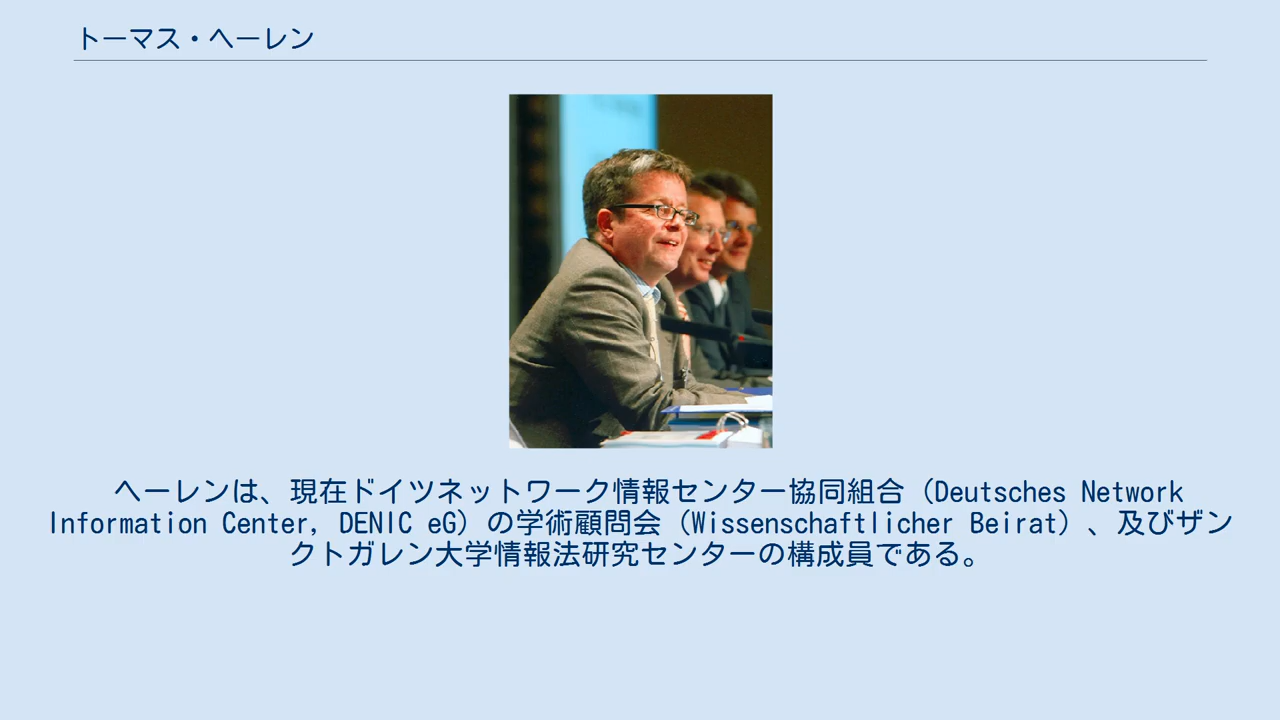 トーマス・ヘーレン
ヘーレンは、現在ドイツネットワーク情報センター協同組合（Deutsches Network
Information Center, DENIC eG）の学術顧問会（Wissenschaftlicher Beirat）、及びザン
クトガレン大学情報法研究センターの構成員である。